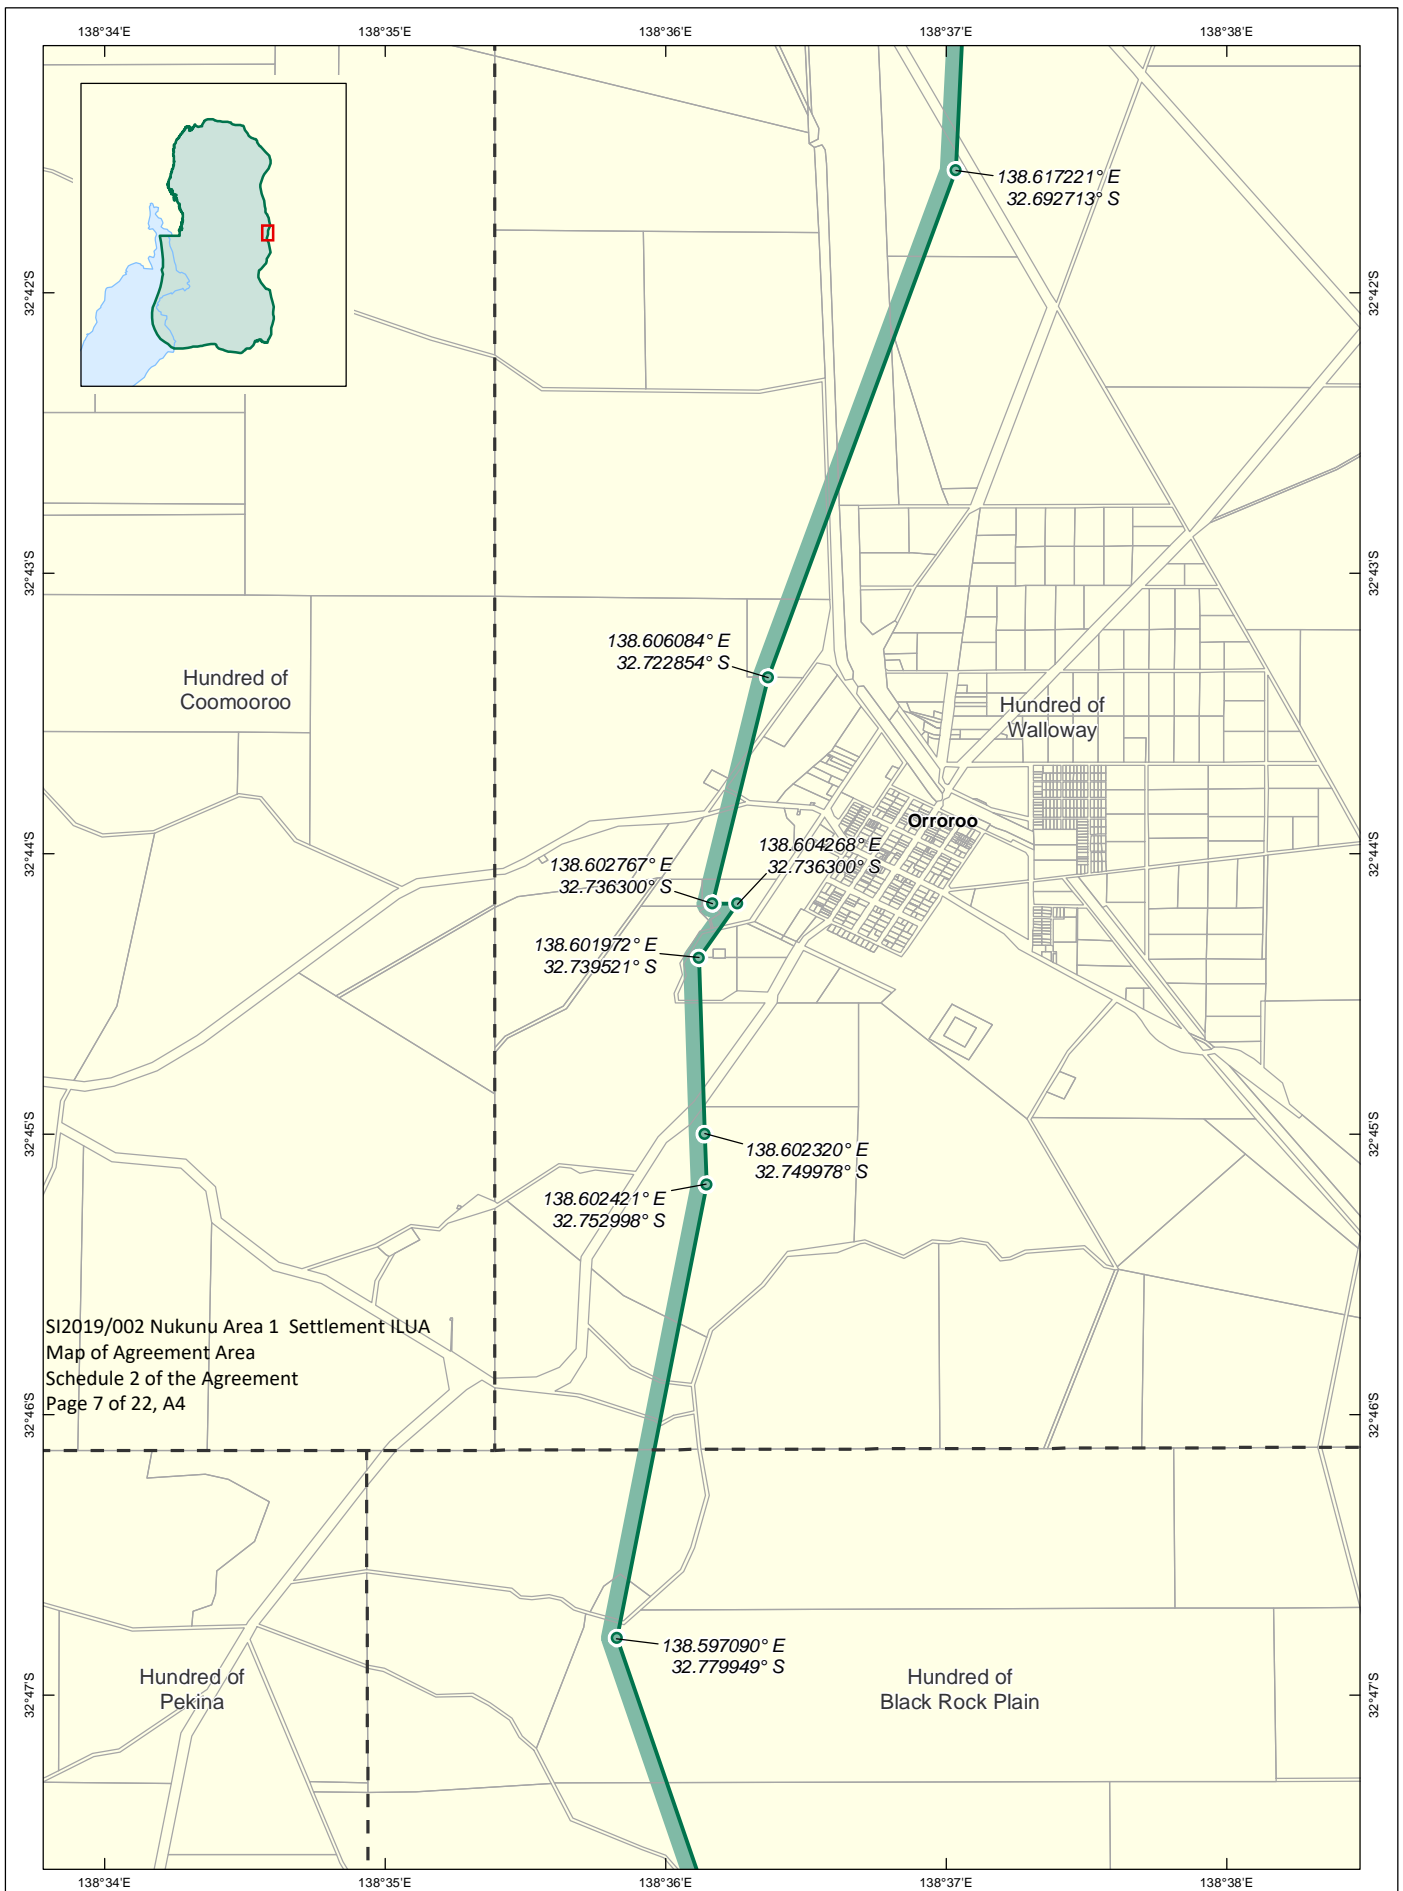 138°34'E
138°35'E
138°36'E
138°37'E
138°38'E
138.617221° E
32.692713° S
32°42'S
32°42'S
32°43'S
32°43'S
138.606084° E
32.722854° S
Hundred of
Coomooroo
Hundred of
Walloway
Orroroo
32°44'S
32°44'S
138.604268° E
32.736300° S
138.602767° E
32.736300° S
138.601972° E
32.739521° S
32°45'S
32°45'S
138.602320° E
32.749978° S
138.602421° E
32.752998° S
SI2019/002 Nukunu Area 1 Settlement ILUA
Map of Agreement Area
Schedule 2 of the Agreement
Page 7 of 22, A4
32°46'S
32°46'S
138.597090° E
32.779949° S
Hundred of
Pekina
Hundred of
Black Rock Plain
32°47'S
32°47'S
138°34'E
138°35'E
138°36'E
138°37'E
138°38'E